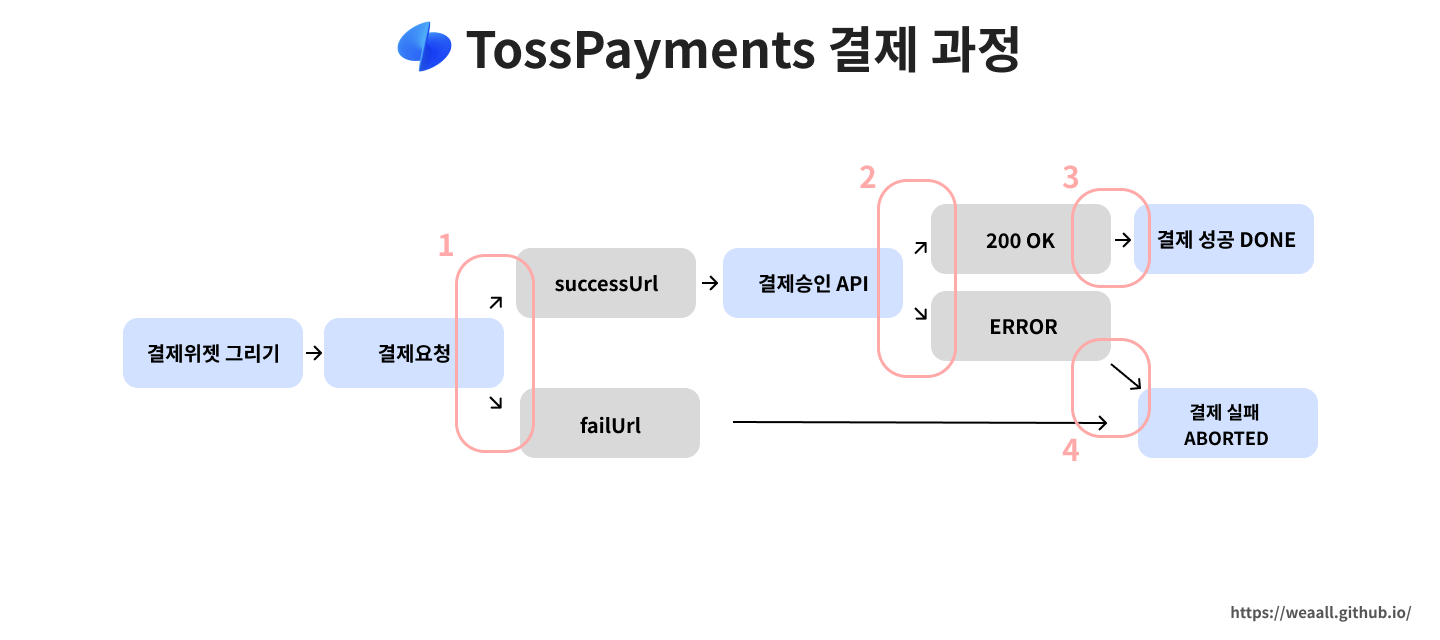 TossPayments 결제 과정
1
2
3
4
결제위젯 그리기
결제요청
successUrl
failUrl
결제승인 API
200 OK
ERROR
결제 성공 DONE
결제 실패
ABORTED
https://weaall.github.io/